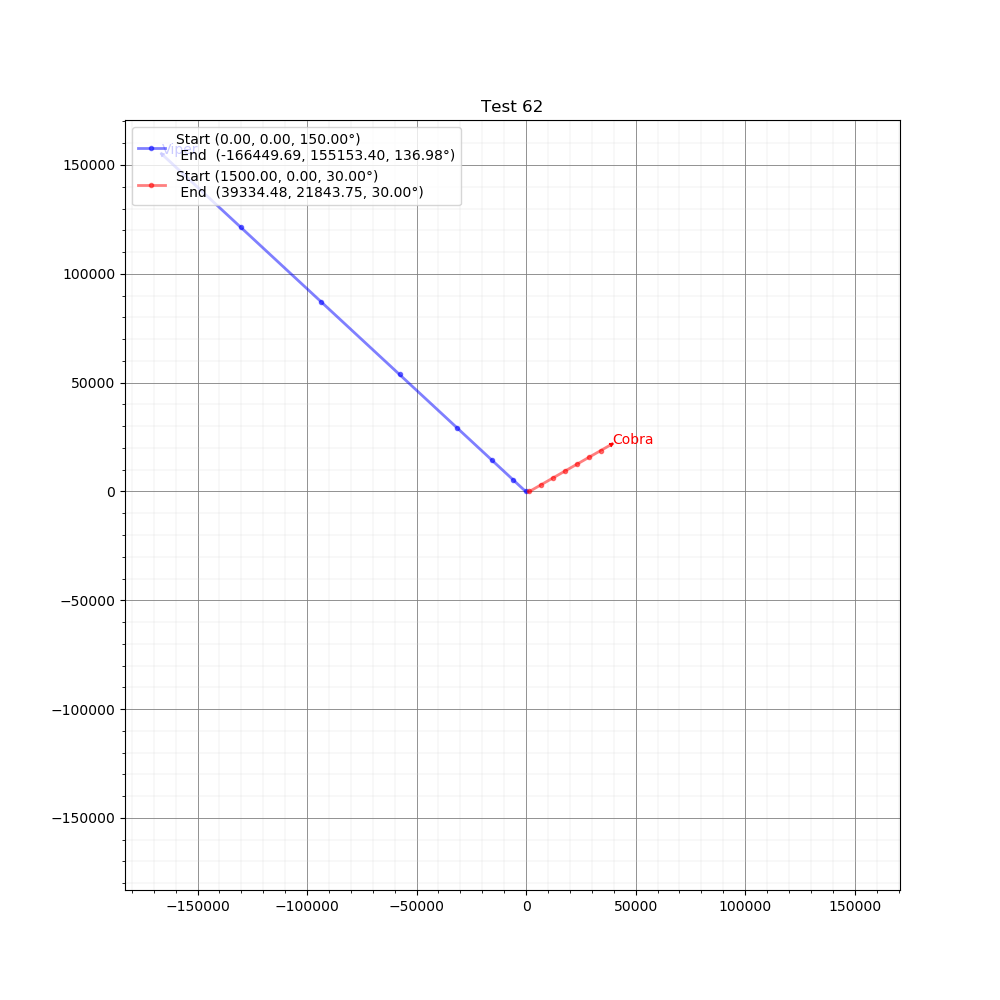 Test 62
Viper
Start (0.00, 0.00, 150.00°)
End (-166449.69, 155153.40, 136.98°)
Start (1500.00, 0.00, 30.00°)
End (39334.48, 21843.75, 30.00°)
150000
100000
50000
0
−50000
−100000
−150000
Cobra
−150000
−100000
−50000
0
50000
100000
150000